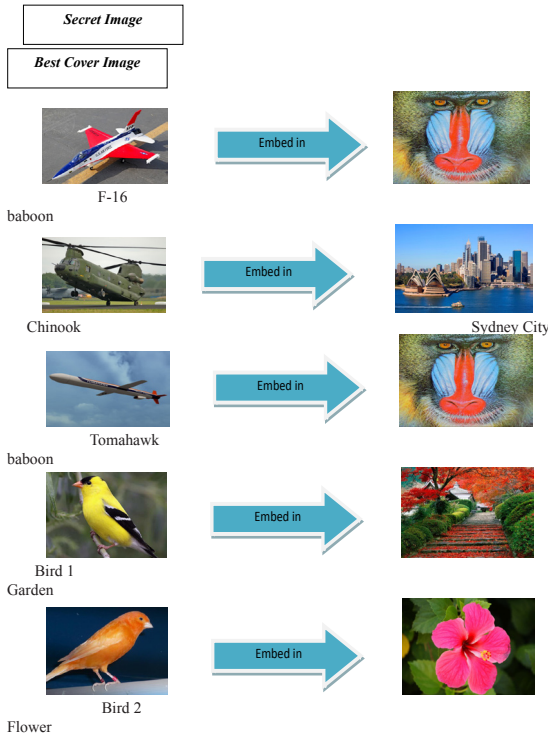 Secret Image
Best Cover Image
Embed in
F-16
baboon
Embed in
Chinook
Sydney City
Embed in
Tomahawk
baboon
Embed in
Bird 1
Garden
Embed in
Bird 2
Flower